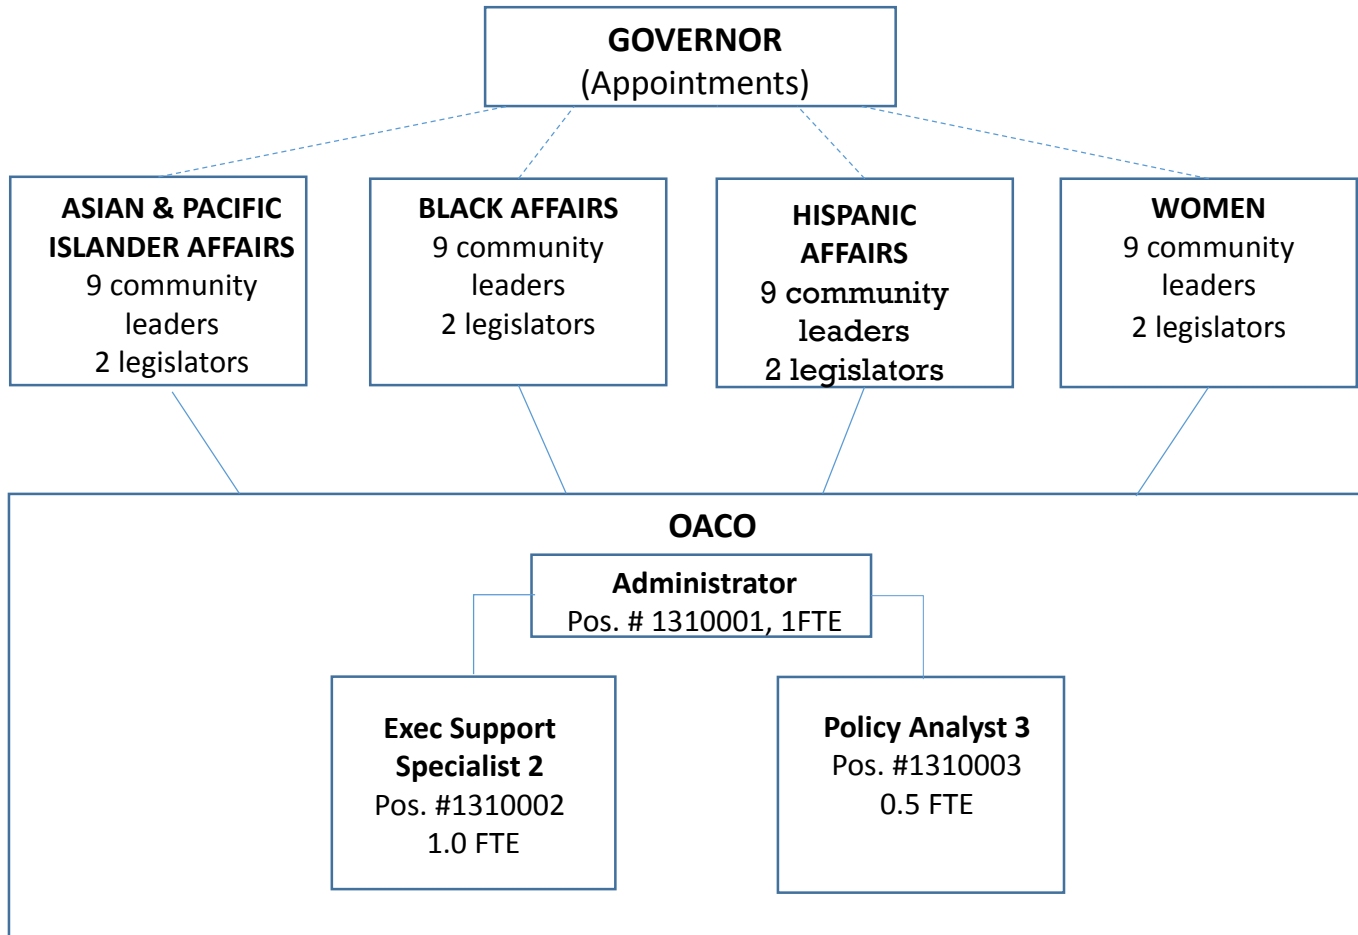 GOVERNOR
(Appointments)
ASIAN & PACIFIC
ISLANDER AFFAIRS
9 community
leaders
2 legislators
BLACK AFFAIRS
9 community
leaders
2 legislators
HISPANIC
AFFAIRS
9 community
leaders
2 legislators
WOMEN
9 community
leaders
2 legislators
OACO
Administrator
Pos. # 1310001, 1FTE
Exec Support
Specialist 2
Pos. #1310002
1.0 FTE
Policy Analyst 3
Pos. #1310003
0.5 FTE